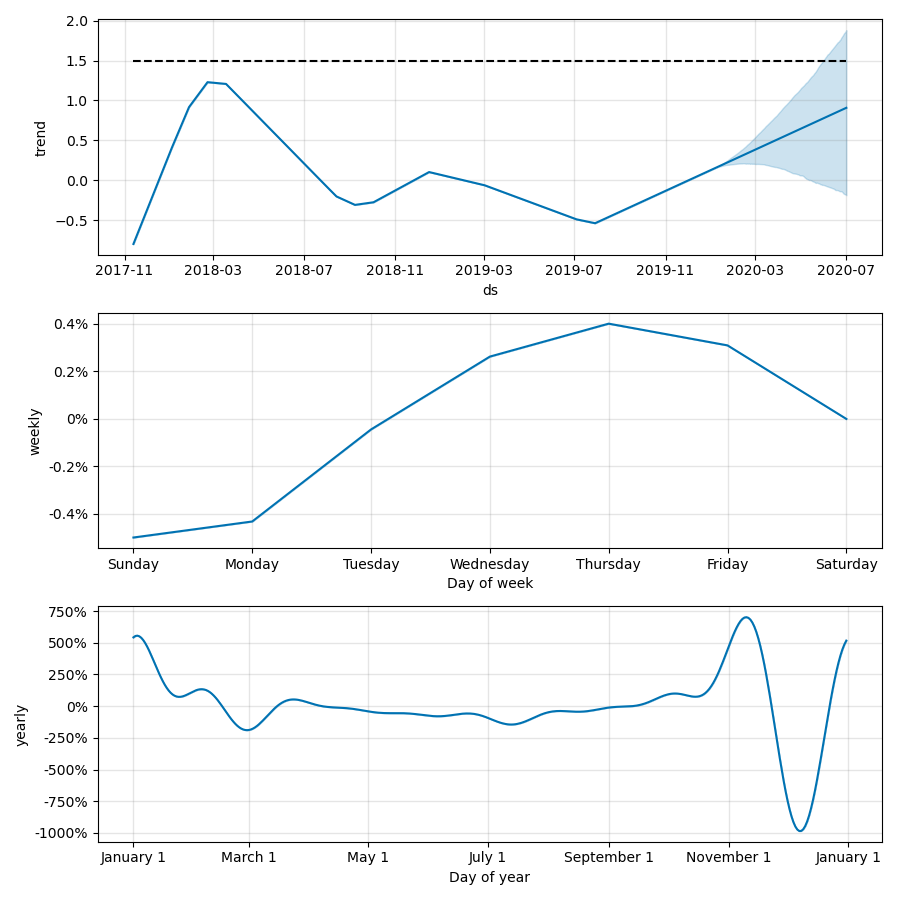 2.0
1.5
1.0
0.5
0.0
−0.5
trend
2017-11 2018-03 2018-07 2018-11 2019-03 2019-07 2019-11 2020-03 2020-07
ds
0.4%
0.2%
0%
-0.2%
-0.4%
weekly
Sunday Monday Tuesday Wednesday Thursday Friday Saturday
Day of week
750%
500%
250%
0%
-250%
-500%
-750%
-1000%
yearly
January 1 March 1 May 1 July 1 September 1 November 1 January 1
Day of year